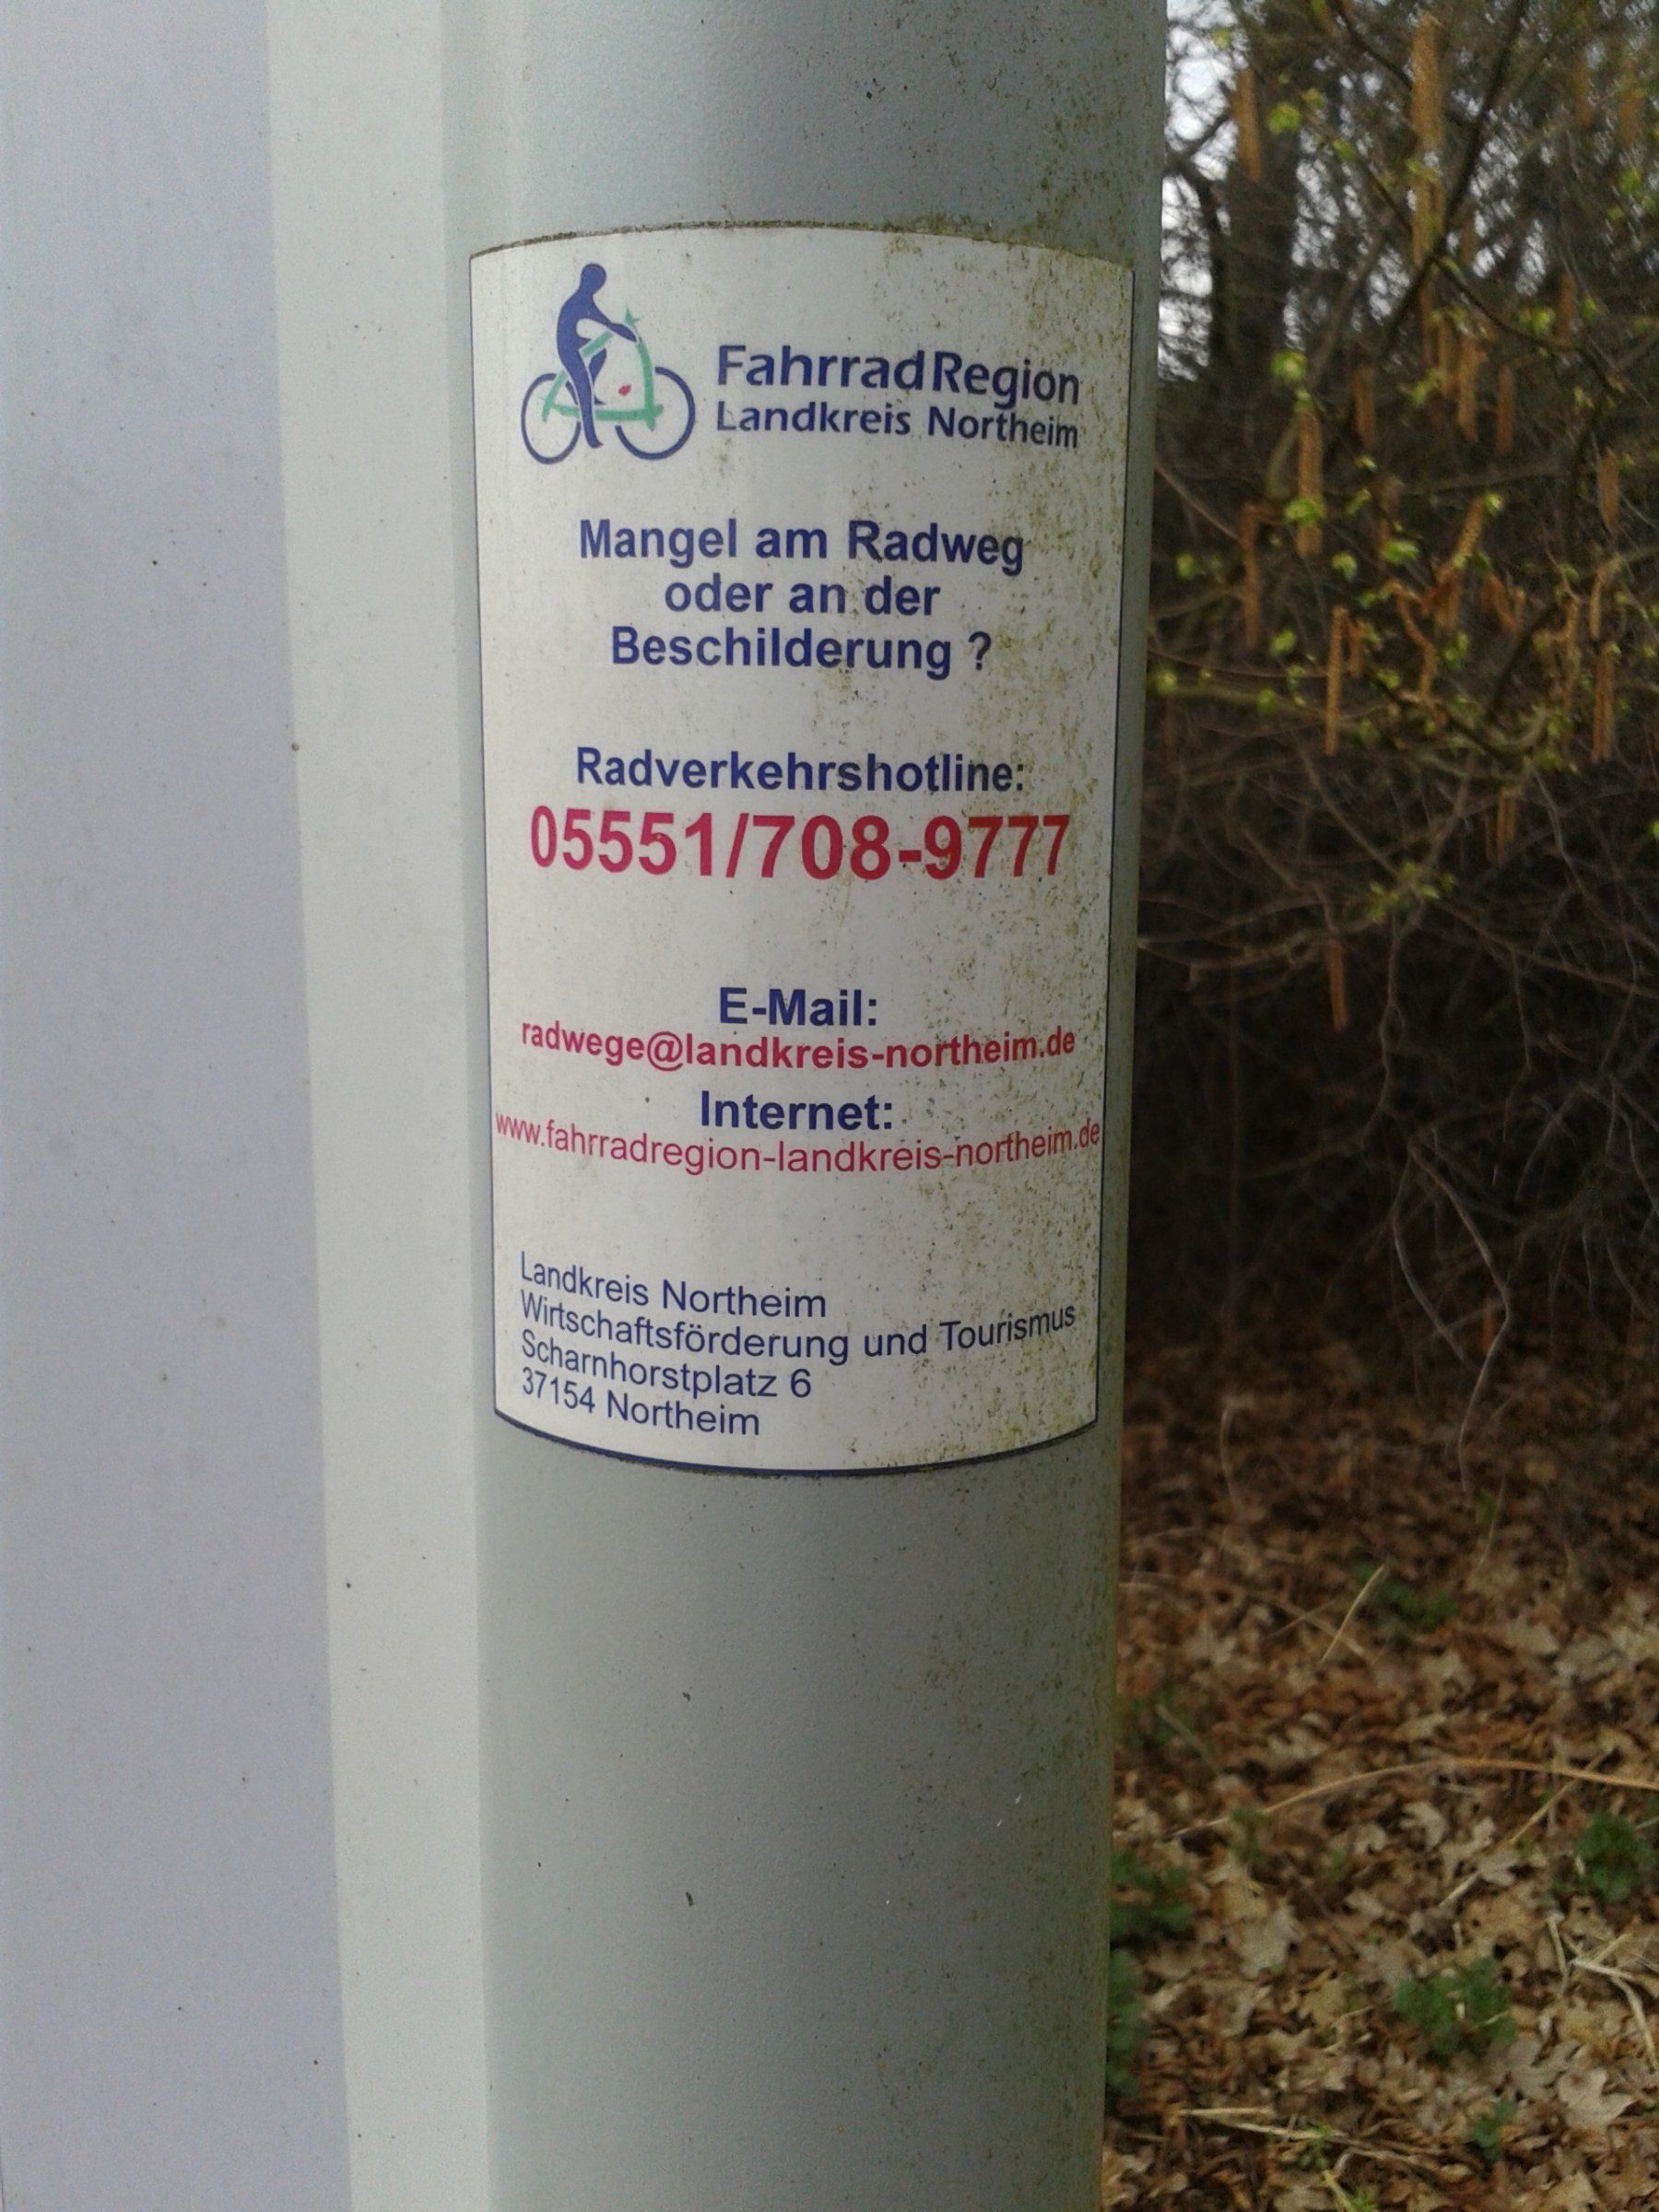 FahrradRegion
Landkreis Northeim
Mangel am Radweg
oder an der
Beschilderung ?
Radverkehrshotline:
05551/708-9777
E-Mail:
radwege@landkreis-northeim.de
Internet:
www.fahrradregion-landkreis-northeim.de
Landkreis Northeim
Wirtschaftsförderung und Tourismus
Scharnhorstplatz 6
37154 Northeim